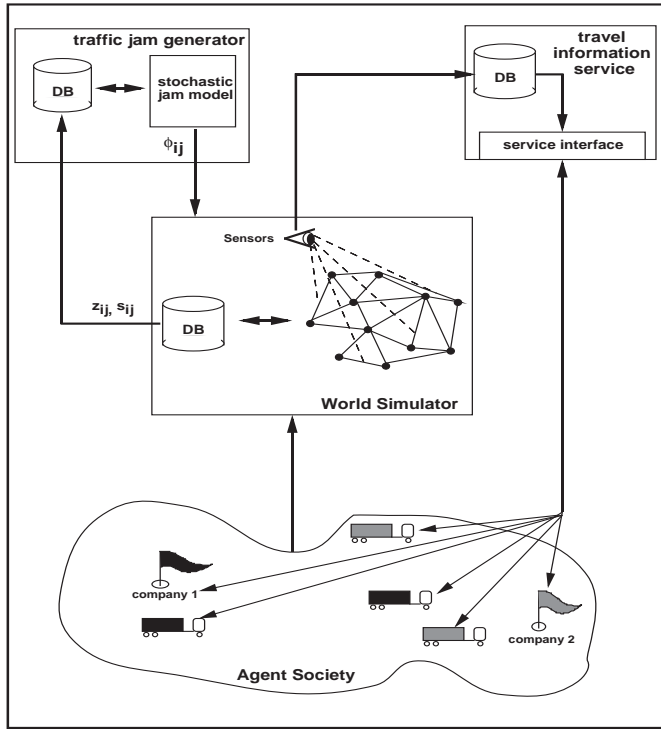 traffic jam generator
DB
stochastic
jam model
ϕij
travel
information
service
DB
service interface
Sensors
zij, sij
DB
World Simulator
company 1
company 2
Agent Society